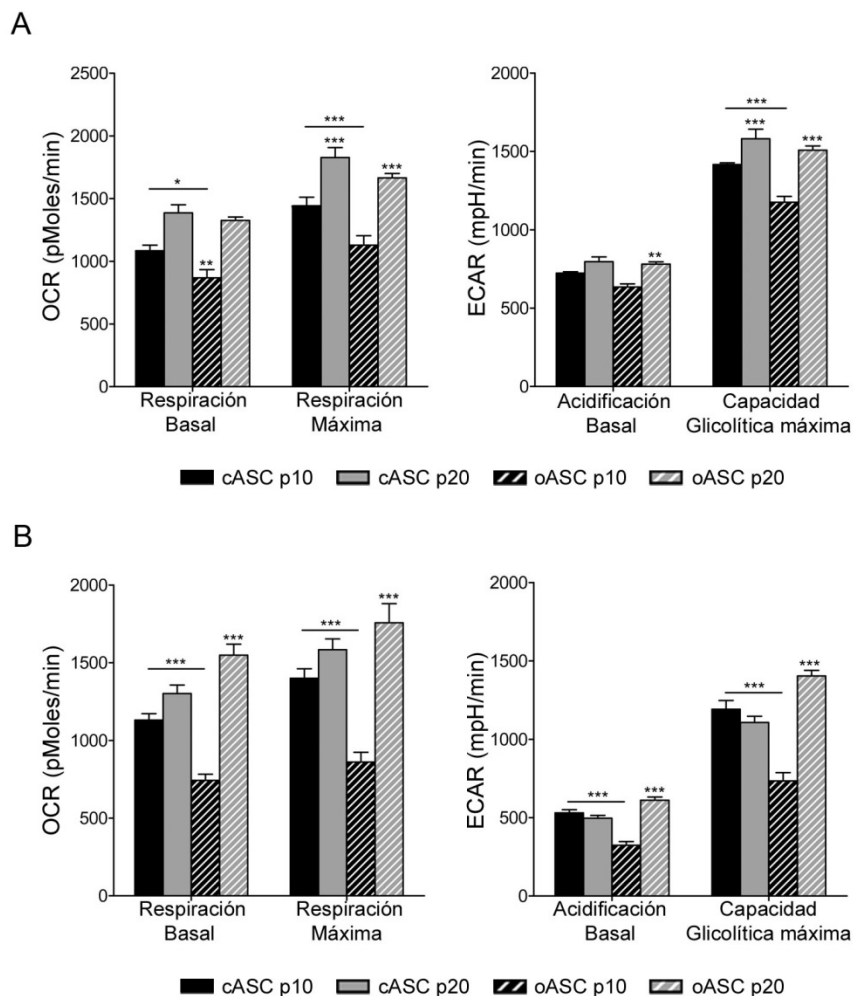 A
OCR (pMoles/min)
2500
2000
1500
1000
500
0
*
**
***
***
***
Respiración
Basal
Respiración
Máxima
ECAR (mpH/min)
2000
1500
1000
500
0
**
***
***
***
Acidificación
Basal
Capacidad
Glicolítica máxima
cASC p10 cASC p20 oASC p10 oASC p20
B
OCR (pMoles/min)
2000
1500
1000
500
0
***
***
***
***
Respiración
Basal
Respiración
Máxima
ECAR (mpH/min)
2000
1500
1000
500
0
***
***
***
***
Acidificación
Basal
Capacidad
Glicolítica máxima
cASC p10 cASC p20 oASC p10 oASC p20